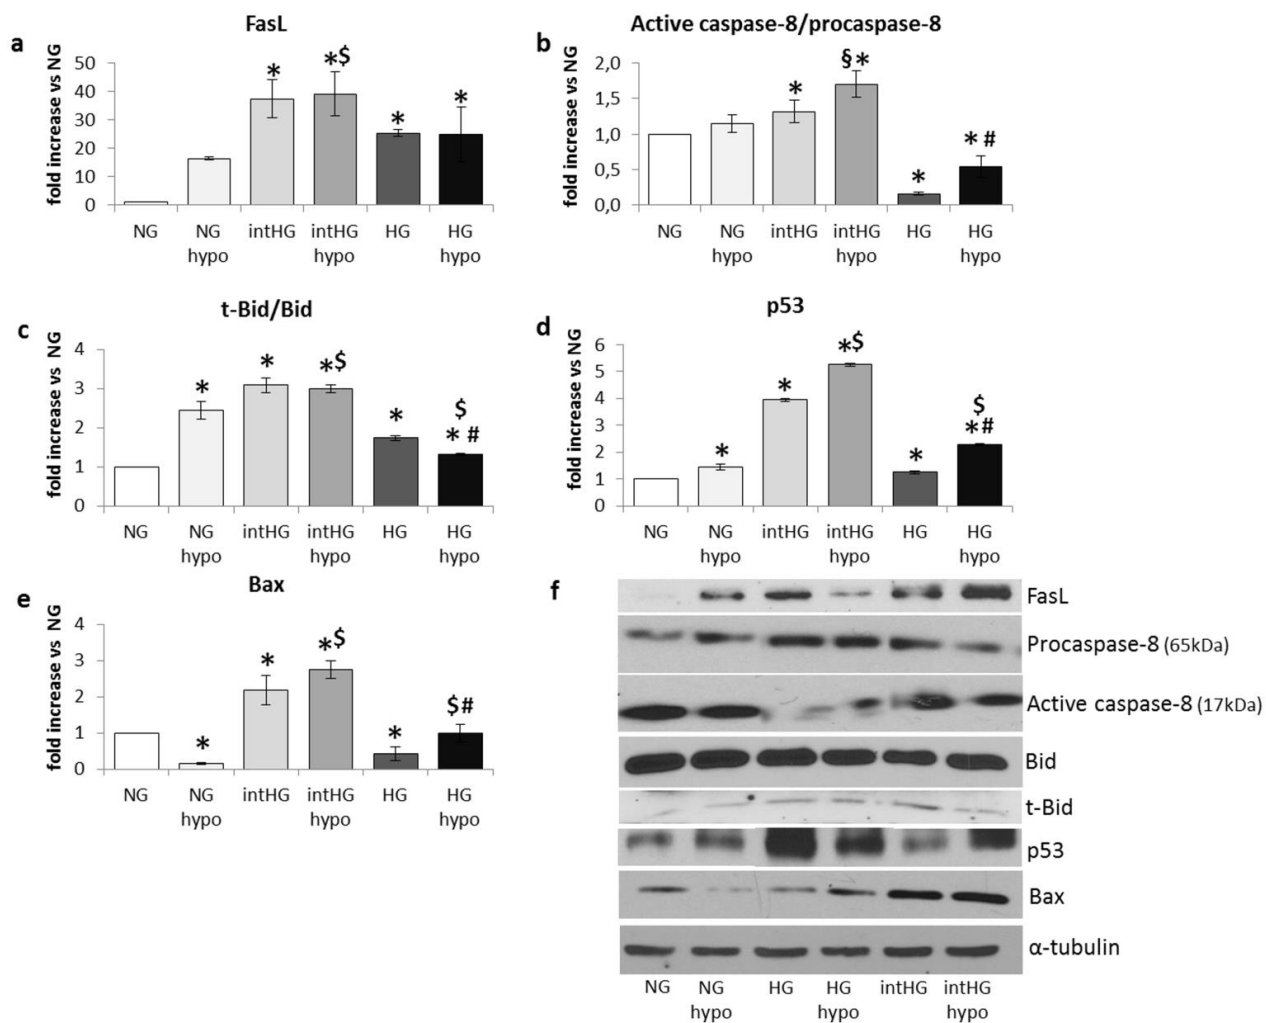 a
FasL
fold increase vs NG
50
40
30
20
10
0
*
*$
*
*
NG
NG
hypo
intHG
intHG
hypo
HG
HG
hypo
b
Active caspase-8/procaspase-8
fold increase vs NG
2,0
1,5
1,0
0,5
0,0
*
§*
*
*#
NG
NG
hypo
intHG
intHG
hypo
HG
HG
hypo
c
t-Bid/Bid
fold increase vs NG
4
3
2
1
0
*
*
*$
*
$
*#
NG
NG
hypo
intHG
intHG
hypo
HG
HG
hypo
d
p53
fold increase vs NG
6
5
4
3
2
1
0
*
*
*$
*
$
*#
NG
NG
hypo
intHG
intHG
hypo
HG
HG
hypo
e
Bax
fold increase vs NG
4
3
2
1
0
*
*
*$
*
$#
NG
NG
hypo
intHG
intHG
hypo
HG
HG
hypo
f
FasL
Procaspase-8 (65kDa)
Active caspase-8 (17kDa)
Bid
t-Bid
p53
Bax
α-tubulin
NG
NG
hypo
HG
HG
hypo
intHG
intHG
hypo